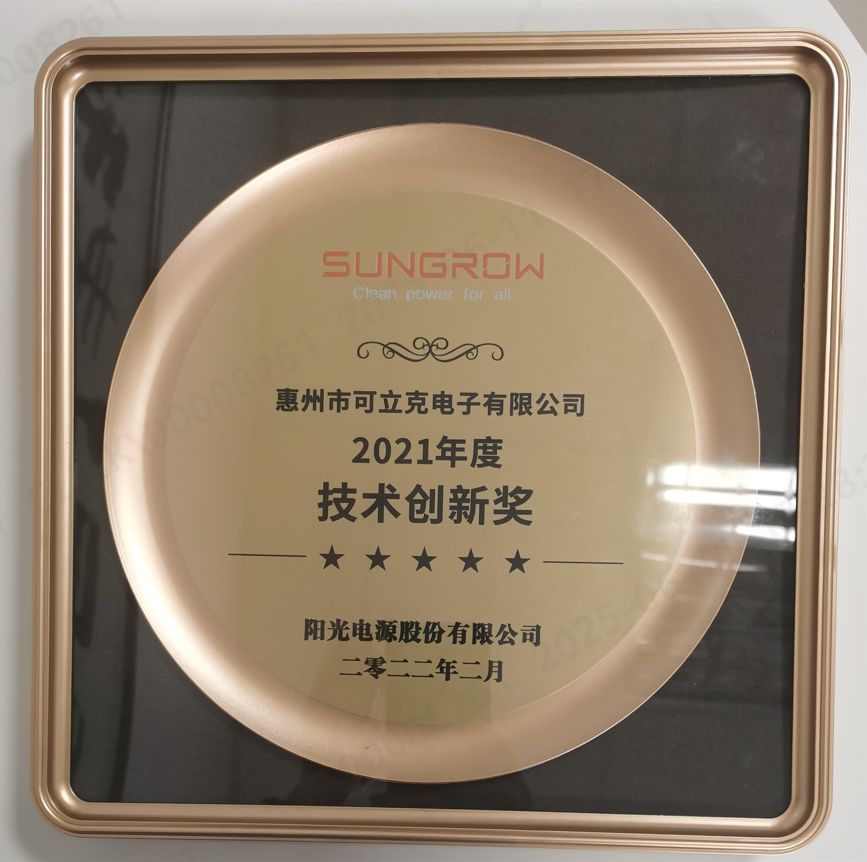 SUNGROW
Clean power for all
惠州市可立克电子有限公司
2021年度
技术创新奖
★ ★ ★ ★ ★
阳光电源股份有限公司
二零二二年二月